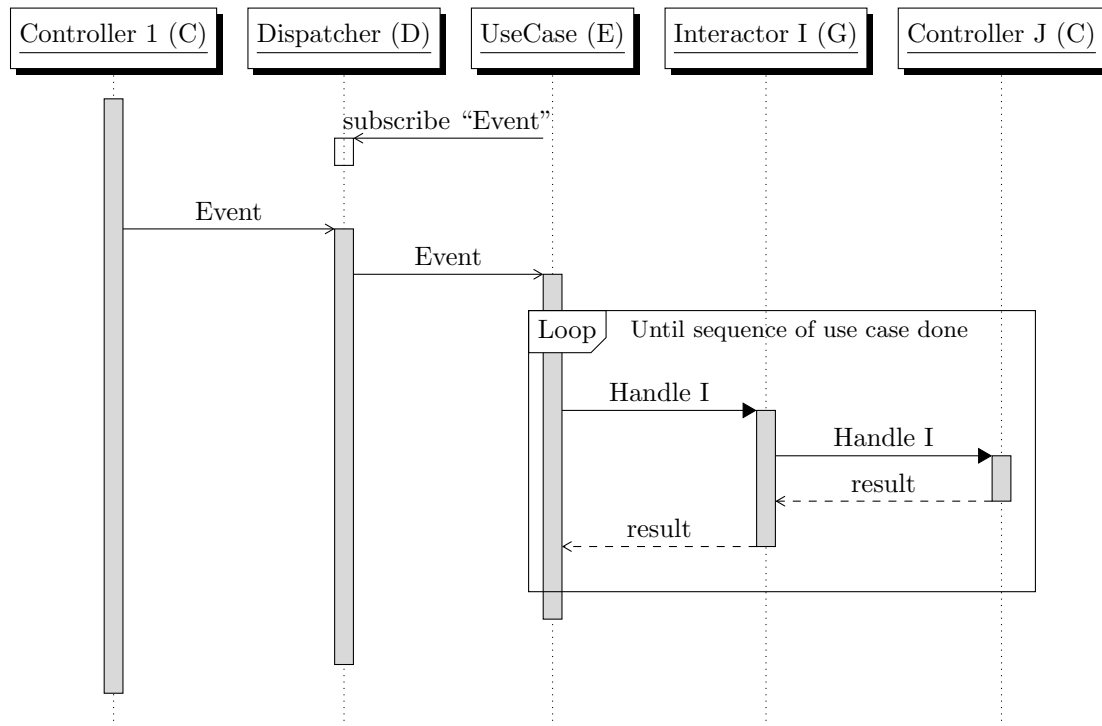 Controller 1 (C)
Dispatcher (D)
UseCase (E)
Interactor I (G)
Controller J (C)
subscribe “Event”
Event
Event
Loop
Until sequence of use case done
Handle I
Handle I
result
result